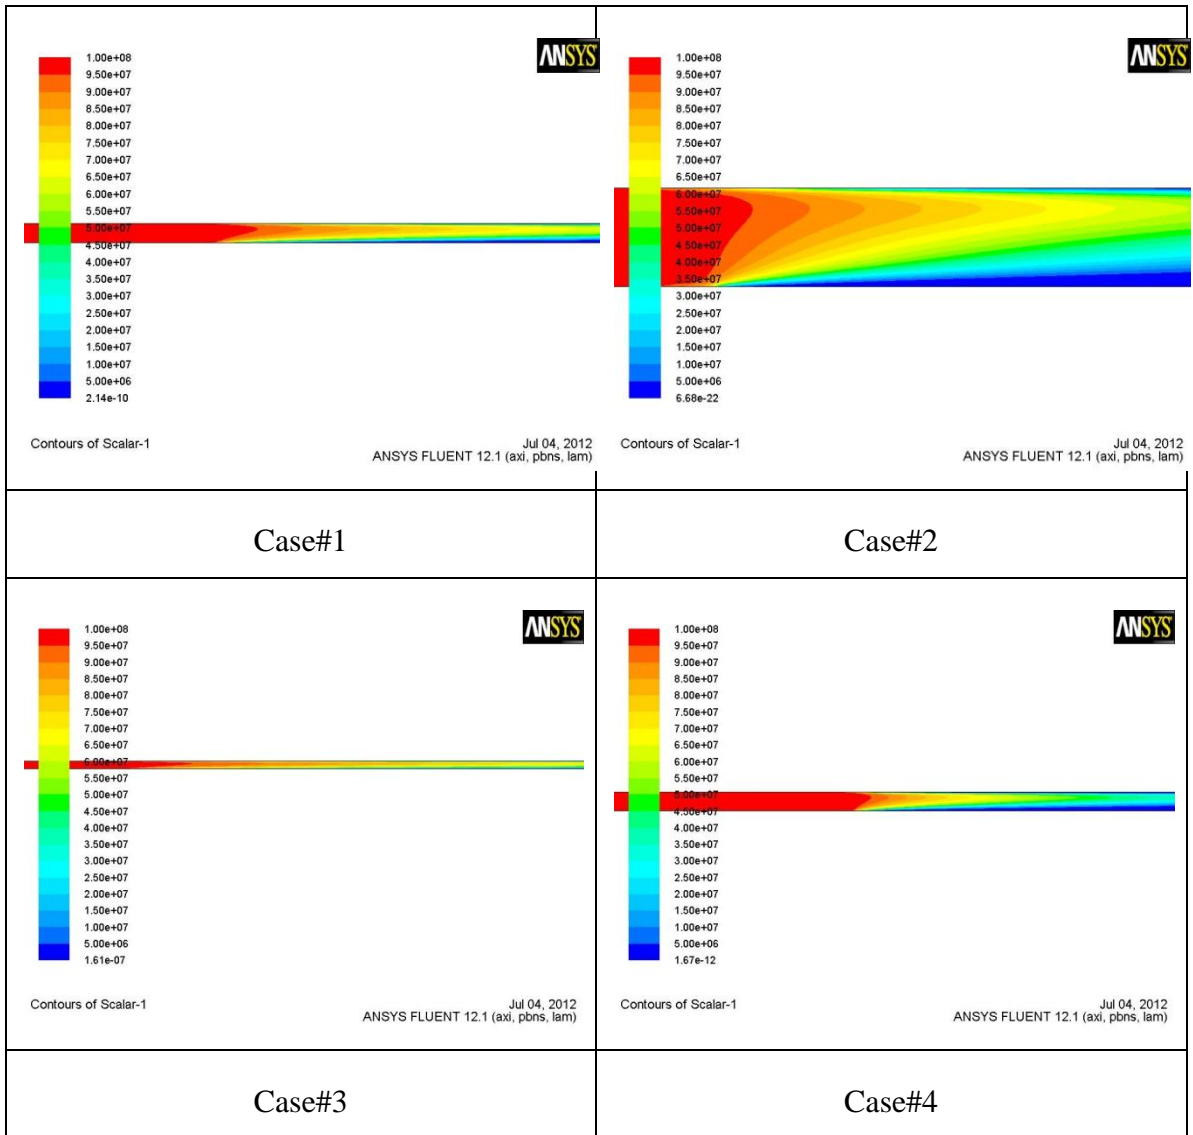 ANSYS
1.00e+08
9.50e+07
9.00e+07
8.50e+07
8.00e+07
7.50e+07
7.00e+07
6.50e+07
6.00e+07
5.50e+07
5.00e+07
4.50e+07
4.00e+07
3.50e+07
3.00e+07
2.50e+07
2.00e+07
1.50e+07
1.00e+07
5.00e+06
2.14e-10
Contours of Scalar-1
Jul 04, 2012
ANSYS FLUENT 12.1 (axi, pbns, lam)
ANSYS
1.00e+08
9.50e+07
9.00e+07
8.50e+07
8.00e+07
7.50e+07
7.00e+07
6.50e+07
6.00e+07
5.50e+07
5.00e+07
4.50e+07
4.00e+07
3.50e+07
3.00e+07
2.50e+07
2.00e+07
1.50e+07
1.00e+07
5.00e+06
6.68e-22
Contours of Scalar-1
Jul 04, 2012
ANSYS FLUENT 12.1 (axi, pbns, lam)
Case#1
Case#2
ANSYS
1.00e+08
9.50e+07
9.00e+07
8.50e+07
8.00e+07
7.50e+07
7.00e+07
6.50e+07
6.00e+07
5.50e+07
5.00e+07
4.50e+07
4.00e+07
3.50e+07
3.00e+07
2.50e+07
2.00e+07
1.50e+07
1.00e+07
5.00e+06
1.61e-07
Contours of Scalar-1
Jul 04, 2012
ANSYS FLUENT 12.1 (axi, pbns, lam)
ANSYS
1.00e+08
9.50e+07
9.00e+07
8.50e+07
8.00e+07
7.50e+07
7.00e+07
6.50e+07
6.00e+07
5.50e+07
5.00e+07
4.50e+07
4.00e+07
3.50e+07
3.00e+07
2.50e+07
2.00e+07
1.50e+07
1.00e+07
5.00e+06
1.67e-12
Contours of Scalar-1
Jul 04, 2012
ANSYS FLUENT 12.1 (axi, pbns, lam)
Case#3
Case#4